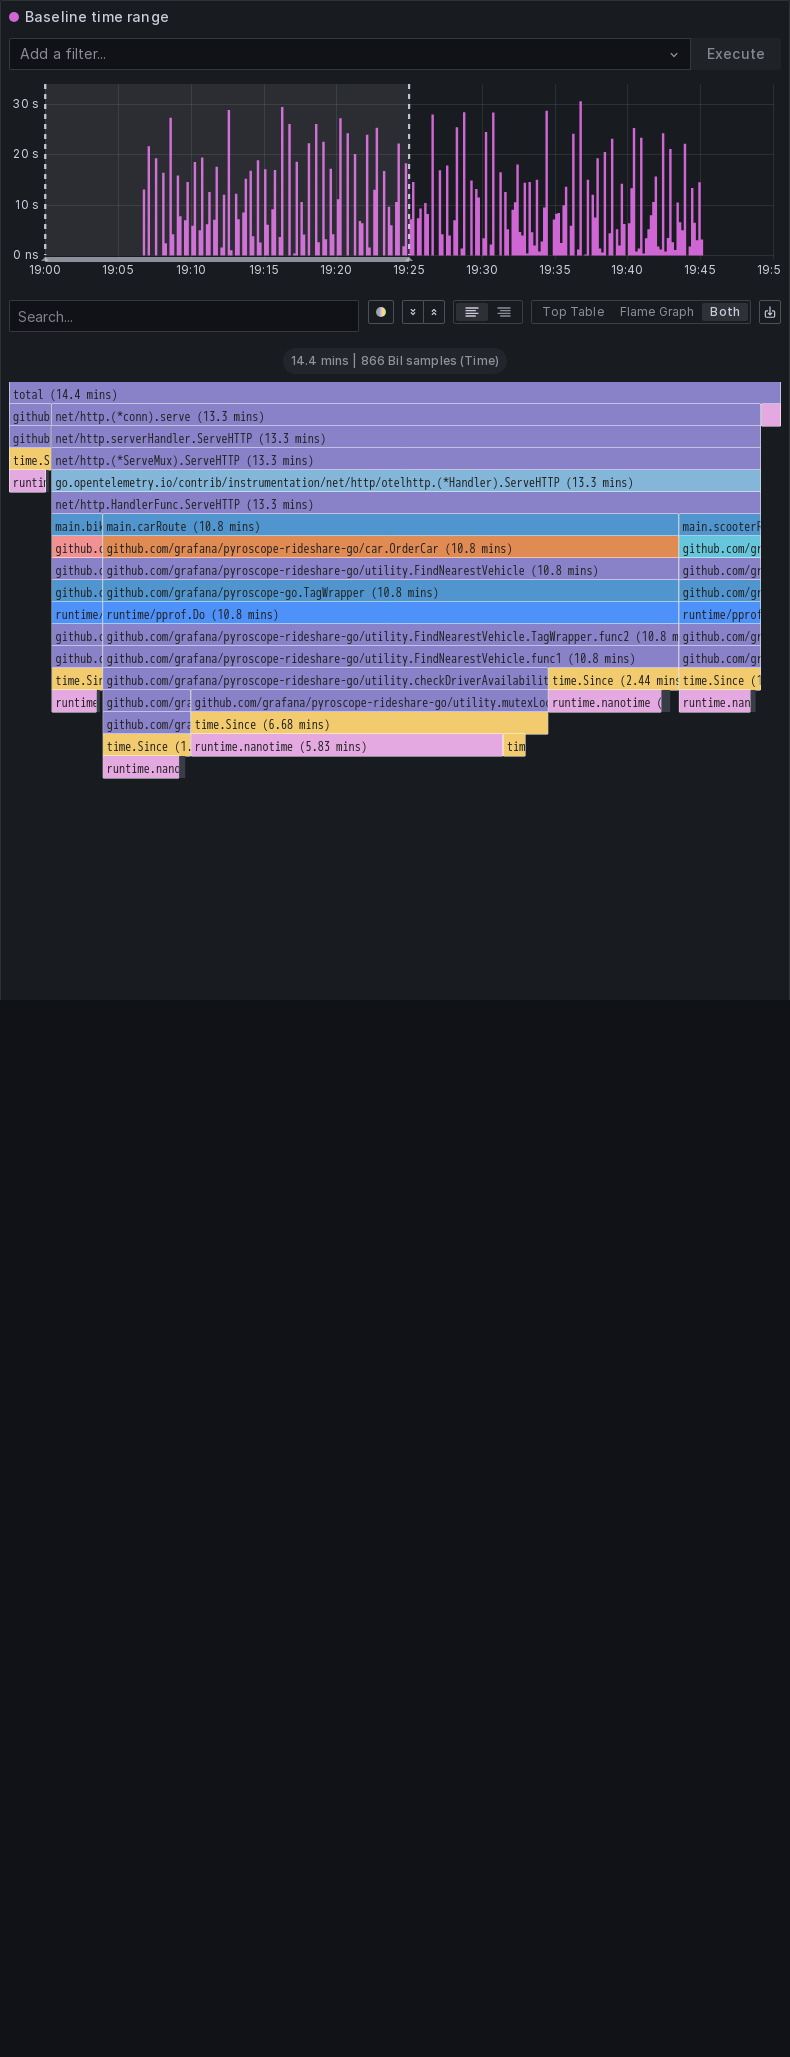 Baseline time range
Add a filter...
Execute
30 s
20 s
10 s
0 ns
19:00 19:05 19:10 19:15 19:20 19:25 19:30 19:35 19:40 19:45 19:5
Search...
Top Table Flame Graph Both
14.4 mins | 866 Bil samples (Time)
total (14.4 mins)
github net/http.(*conn).serve (13.3 mins)
github net/http.serverHandler.ServeHTTP (13.3 mins)
time.S net/http.(*ServeMux).ServeHTTP (13.3 mins)
runtim go.opentelemetry.io/contrib/instrumentation/net/http/otelhttp.(*Handler).ServeHTTP (13.3 mins)
net/http.HandlerFunc.ServeHTTP (13.3 mins)
main.bik main.carRoute (10.8 mins) main.scooterR
github.c github.com/grafana/pyroscope-rideshare-go/car.OrderCar (10.8 mins) github.com/gr
github.c github.com/grafana/pyroscope-rideshare-go/utility.FindNearestVehicle (10.8 mins) github.com/gr
github.c github.com/grafana/pyroscope-go.TagWrapper (10.8 mins) github.com/gr
runtime/ runtime/pprof.Do (10.8 mins) runtime/pprof
github.c github.com/grafana/pyroscope-rideshare-go/utility.FindNearestVehicle.TagWrapper.func2 (10.8 m github.com/gr
github.c github.com/grafana/pyroscope-rideshare-go/utility.FindNearestVehicle.func1 (10.8 mins) github.com/gr
time.Sin github.com/grafana/pyroscope-rideshare-go/utility.checkDriverAvailabilit time.Since (2.44 mins time.Since (1
runtime github.com/gra github.com/grafana/pyroscope-rideshare-go/utility.mutexLoc runtime.nanotime ( runtime.nan
github.com/gra time.Since (6.68 mins)
time.Since (1. runtime.nanotime (5.83 mins) tim
runtime.nano